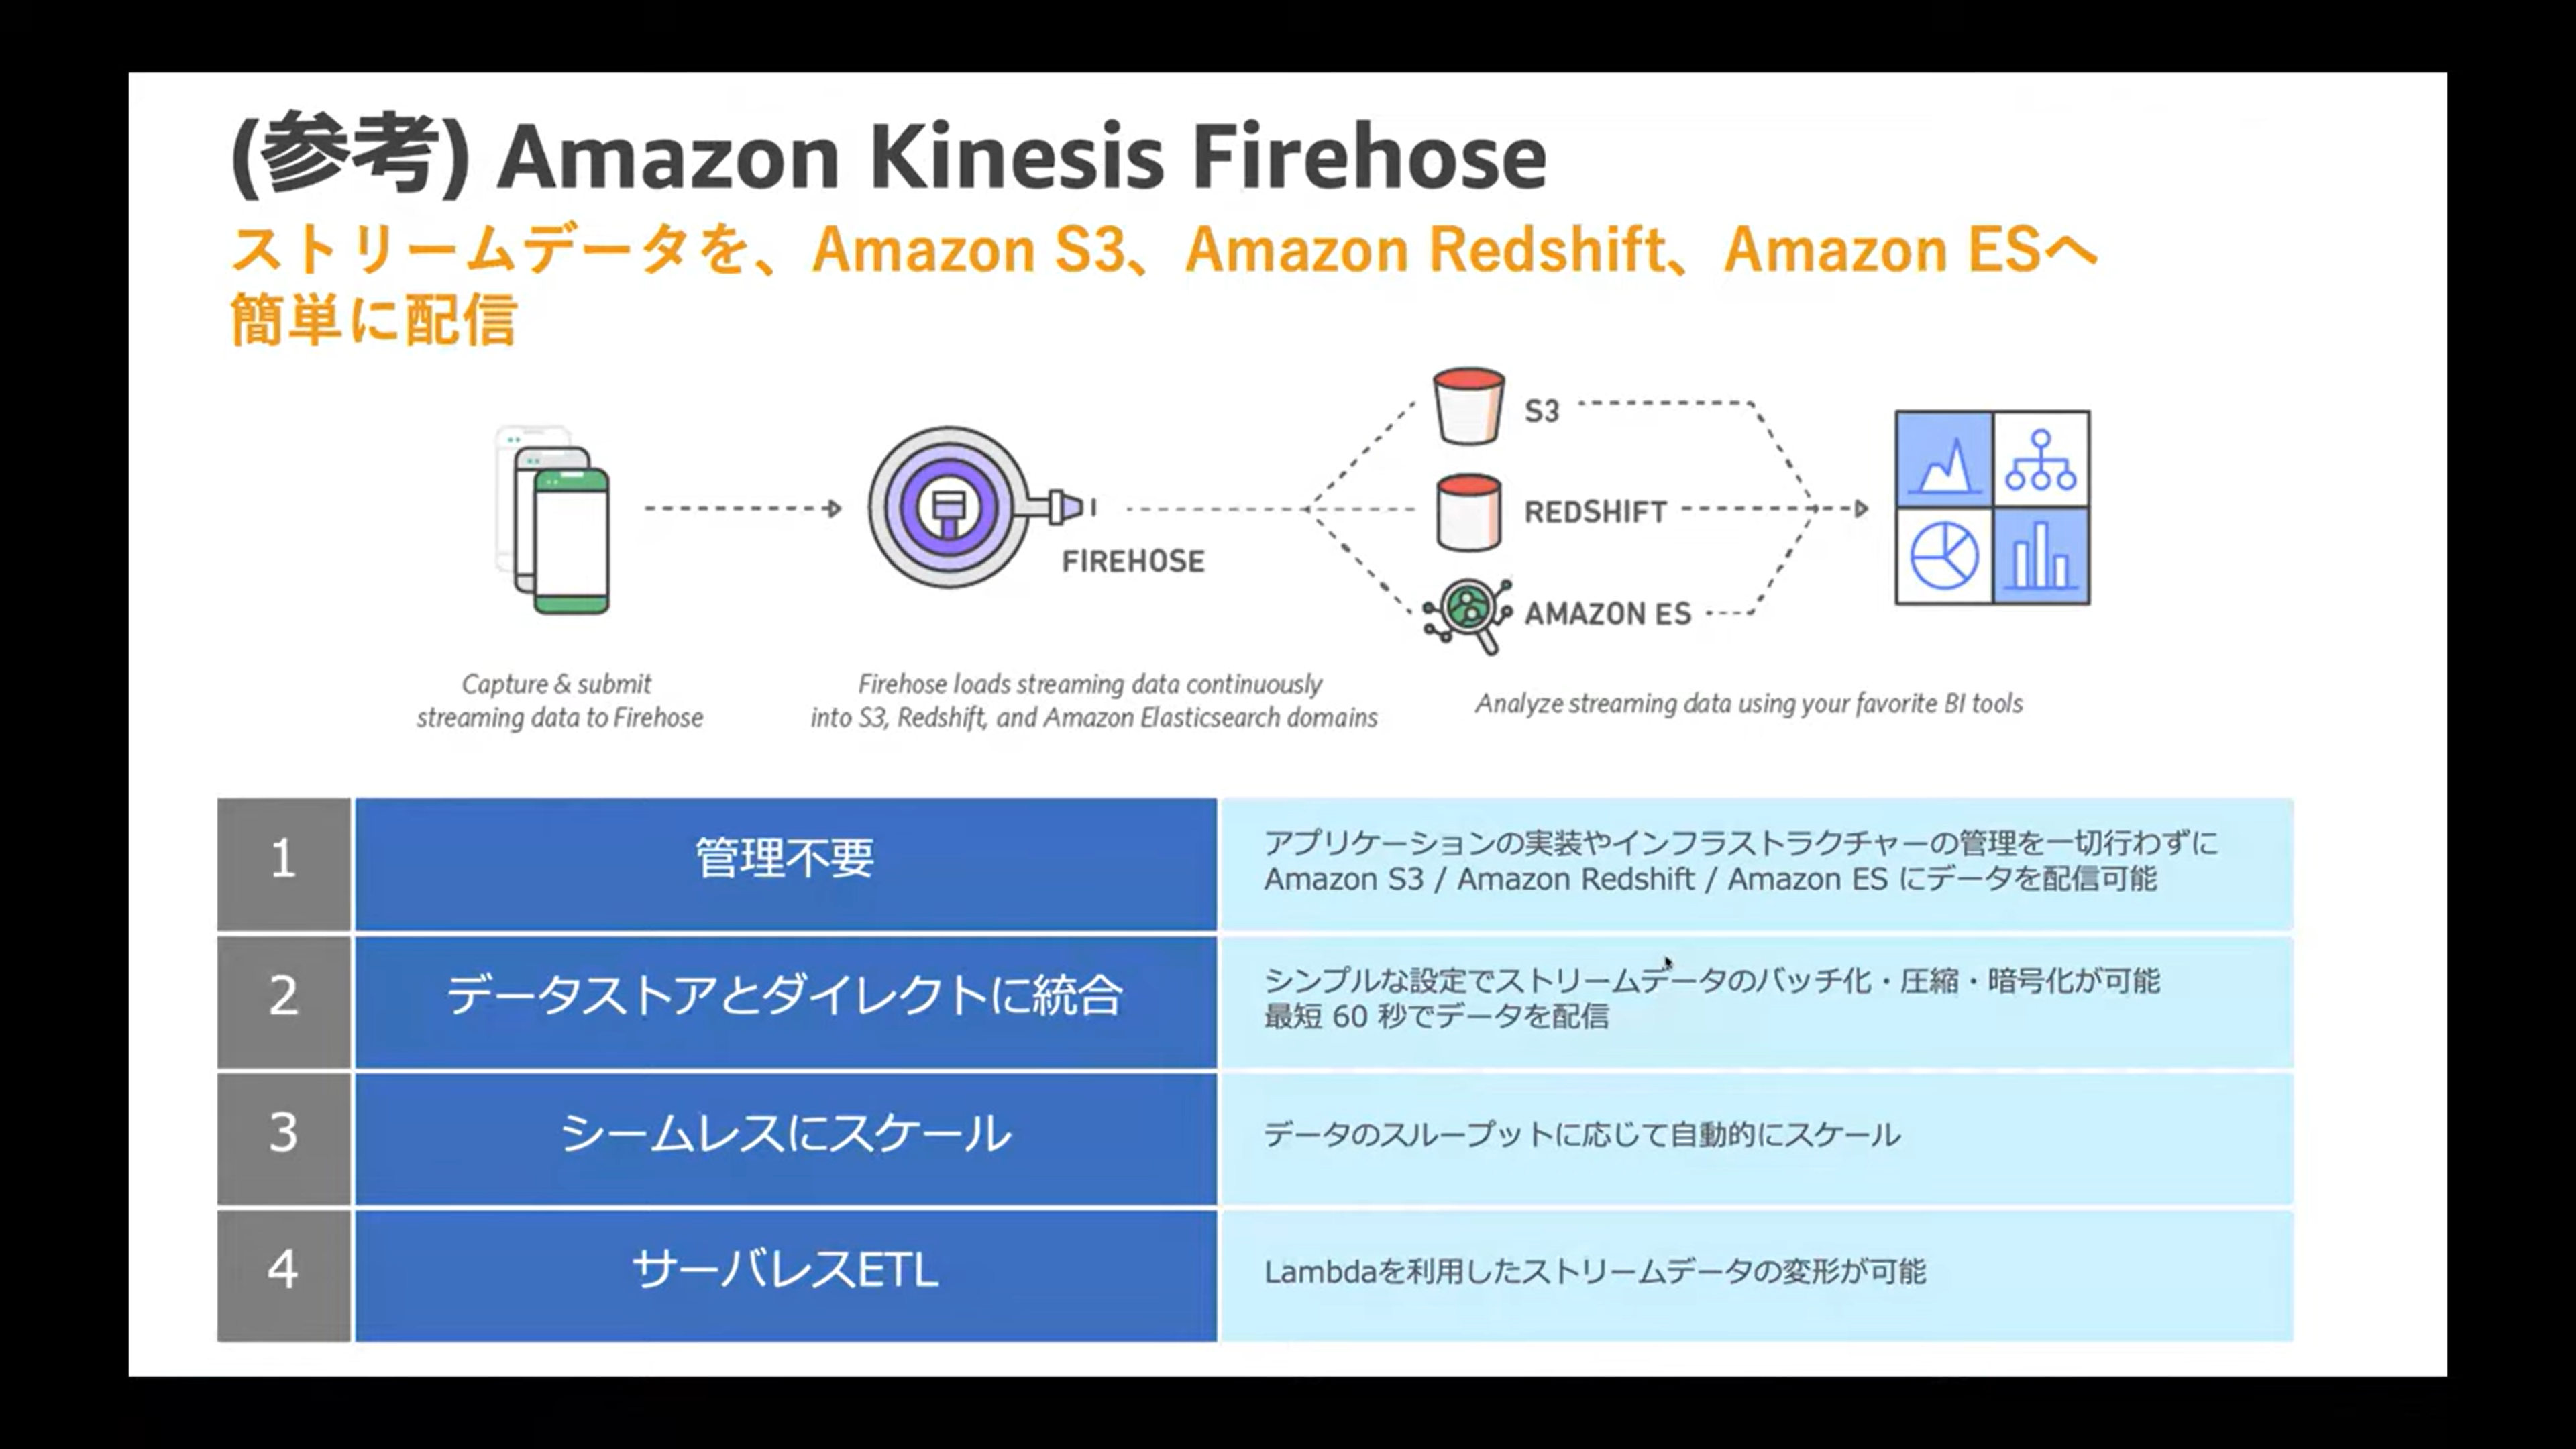 (参考) Amazon Kinesis Firehose
ストリームデータを、Amazon S3、Amazon Redshift、Amazon ESへ
簡単に配信
S3
REDSHIFT
AMAZON ES
FIREHOSE
Capture & submit
streaming data to Firehose
Firehose loads streaming data continuously
into S3, Redshift, and Amazon Elasticsearch domains
Analyze streaming data using your favorite BI tools
1
管理不要
アプリケーションの実装やインフラストラクチャーの管理を一切行わずに
Amazon S3 / Amazon Redshift / Amazon ES にデータを配信可能
2
データストアとダイレクトに統合
シンプルな設定でストリームデータのバッチ化・圧縮・暗号化が可能
最短 60 秒でデータを配信
3
シームレスにスケール
データのスループットに応じて自動的にスケール
4
サーバレスETL
Lambdaを利用したストリームデータの変形が可能